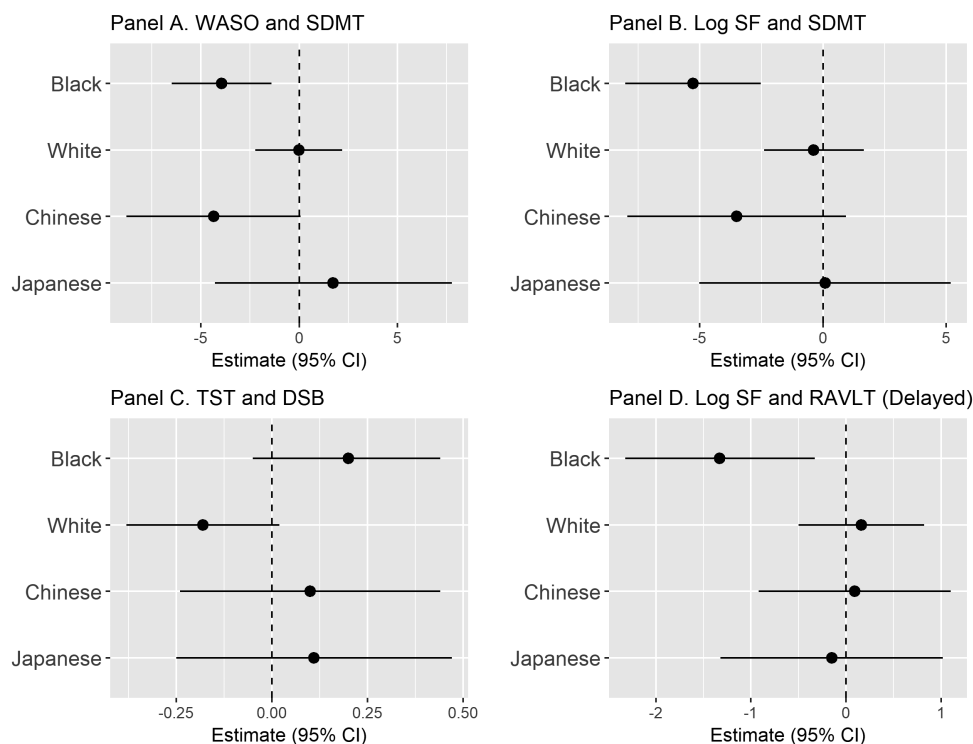 Panel A. WASO and SDMT
Black
White
Chinese
Japanese
-5 0 5
Estimate (95% CI)
Panel B. Log SF and SDMT
Black
White
Chinese
Japanese
-5 0 5
Estimate (95% CI)
Panel C. TST and DSB
Black
White
Chinese
Japanese
-0.25 0.00 0.25 0.50
Estimate (95% CI)
Panel D. Log SF and RAVLT (Delayed)
Black
White
Chinese
Japanese
-2 -1 0 1
Estimate (95% CI)